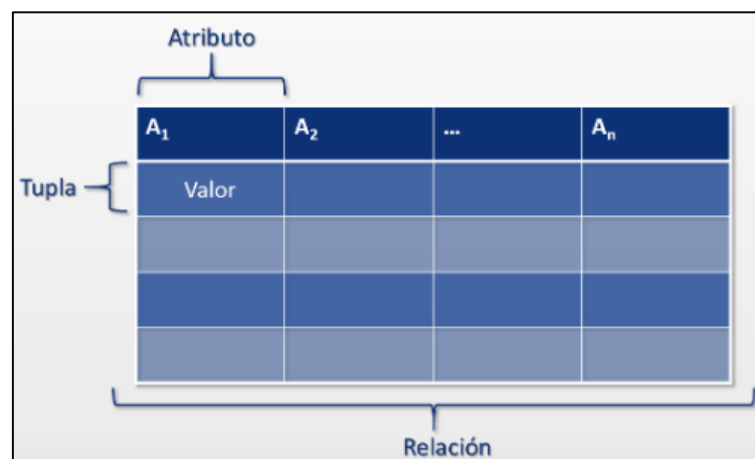 Atributo
A₁ A₂ ... Aₙ
Tupla Valor
Relación